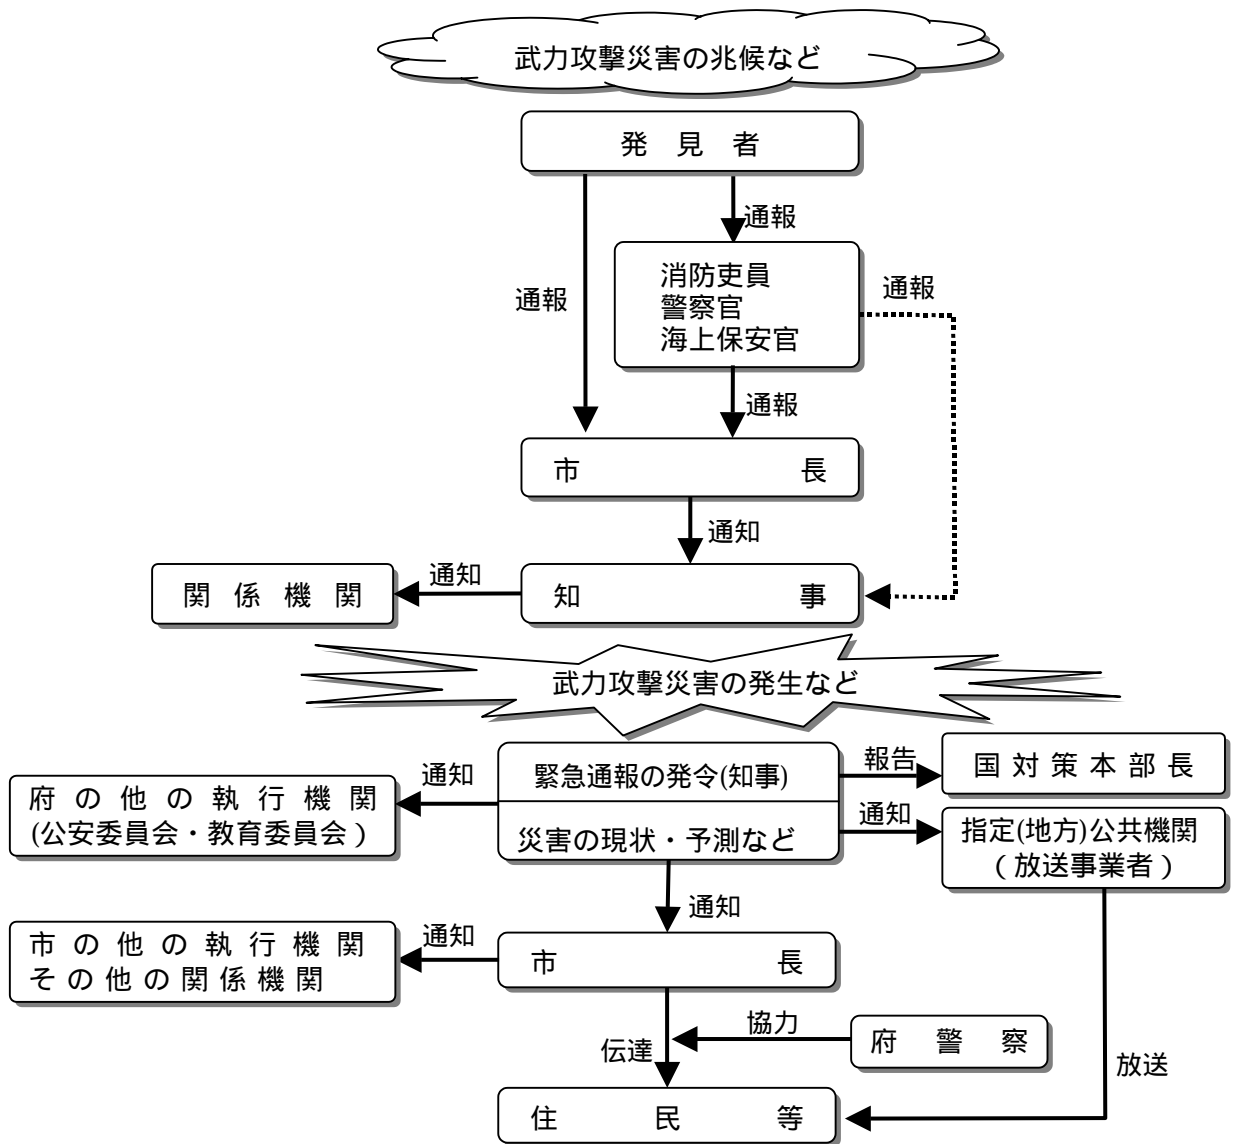 武力攻撃災害の兆候など
発見者
通報
消防吏員
警察官
海上保安官
通報
通報
通報
市長
通知
知事
通知
関係機関
武力攻撃災害の発生など
緊急通報の発令(知事)
災害の現状・予測など
報告
国対策本部長
通知
府の他の執行機関
(公安委員会・教育委員会)
通知
指定(地方)公共機関
(放送事業者)
通知
市長
通知
市の他の執行機関
その他の関係機関
協力
府警察
伝達
放送
住民等